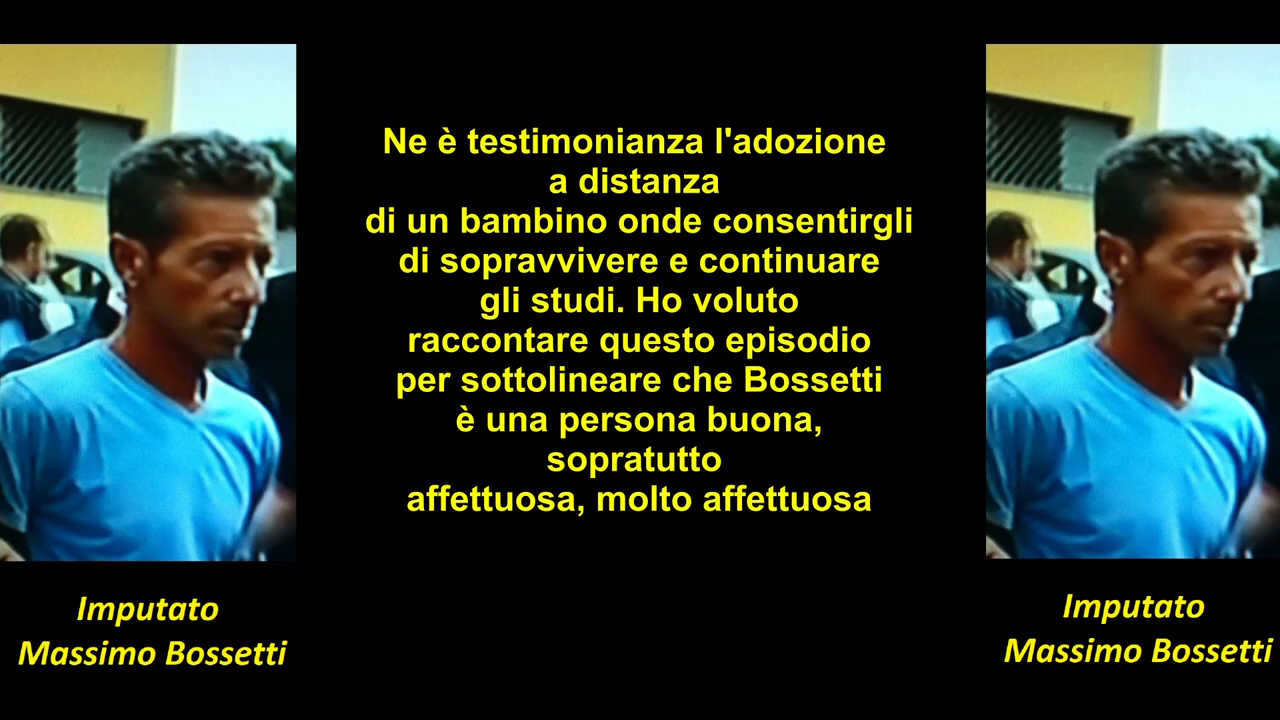 Ne è testimonianza l'adozione
a distanza
di un bambino onde consentirgli
di sopravvivere e continuare
gli studi. Ho voluto
raccontare questo episodio
per sottolineare che Bossetti
è una persona buona,
sopratutto
affettuosa, molto affettuosa
Imputato
Massimo Bossetti
Imputato
Massimo Bossetti